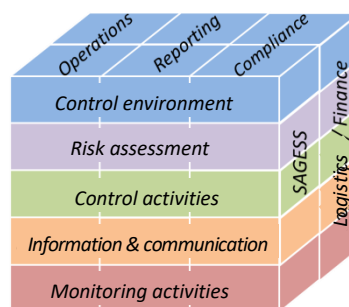 Operations
Reporting
Compliance
Control environment
Risk assessment
Control activities
Information & communication
Monitoring activities
SAGESS
Logistics / Finance